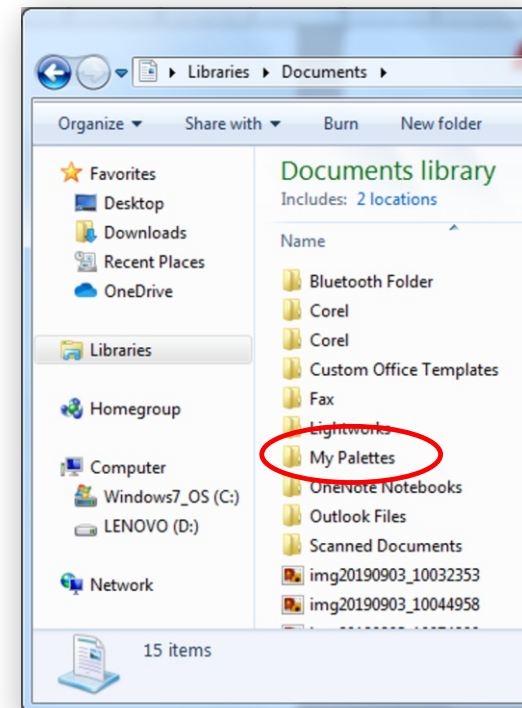 Libraries Documents
Organize Share with Burn New folder
Favorites
Desktop
Downloads
Recent Places
OneDrive
Libraries
Homegroup
Computer
Windows7_OS (C:)
LENOVO (D:)
Network
Documents library
Includes: 2 locations
Name
Bluetooth Folder
Corel
Corel
Custom Office Templates
Fax
Lightworks
My Palettes
OneNote Notebooks
Outlook Files
Scanned Documents
img20190903_10032353
img20190903_10044958
15 items